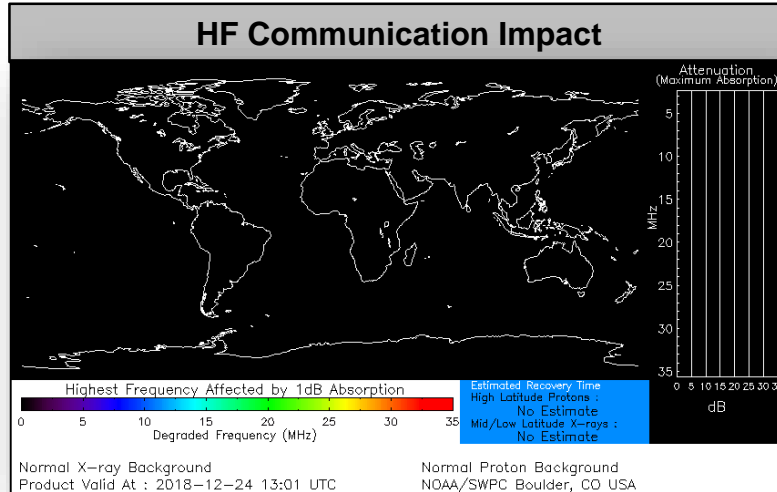 HF Communication Impact
Attenuation
(Maximum Absorption)
5
10
15
20
25
30
35
MHz
0 5 10 15 20 25 30 3
dB
Highest Frequency Affected by 1dB Absorption
0 5 10 15 20 25 30 35
Degraded Frequency (MHz)
Estimated Recovery Time
High Latitude Protons :
No Estimate
Mid/Low Latitude X-rays :
No Estimate
Normal X-ray Background
Product Valid At : 2018-12-24 13:01 UTC
Normal Proton Background
NOAA/SWPC Boulder, CO USA